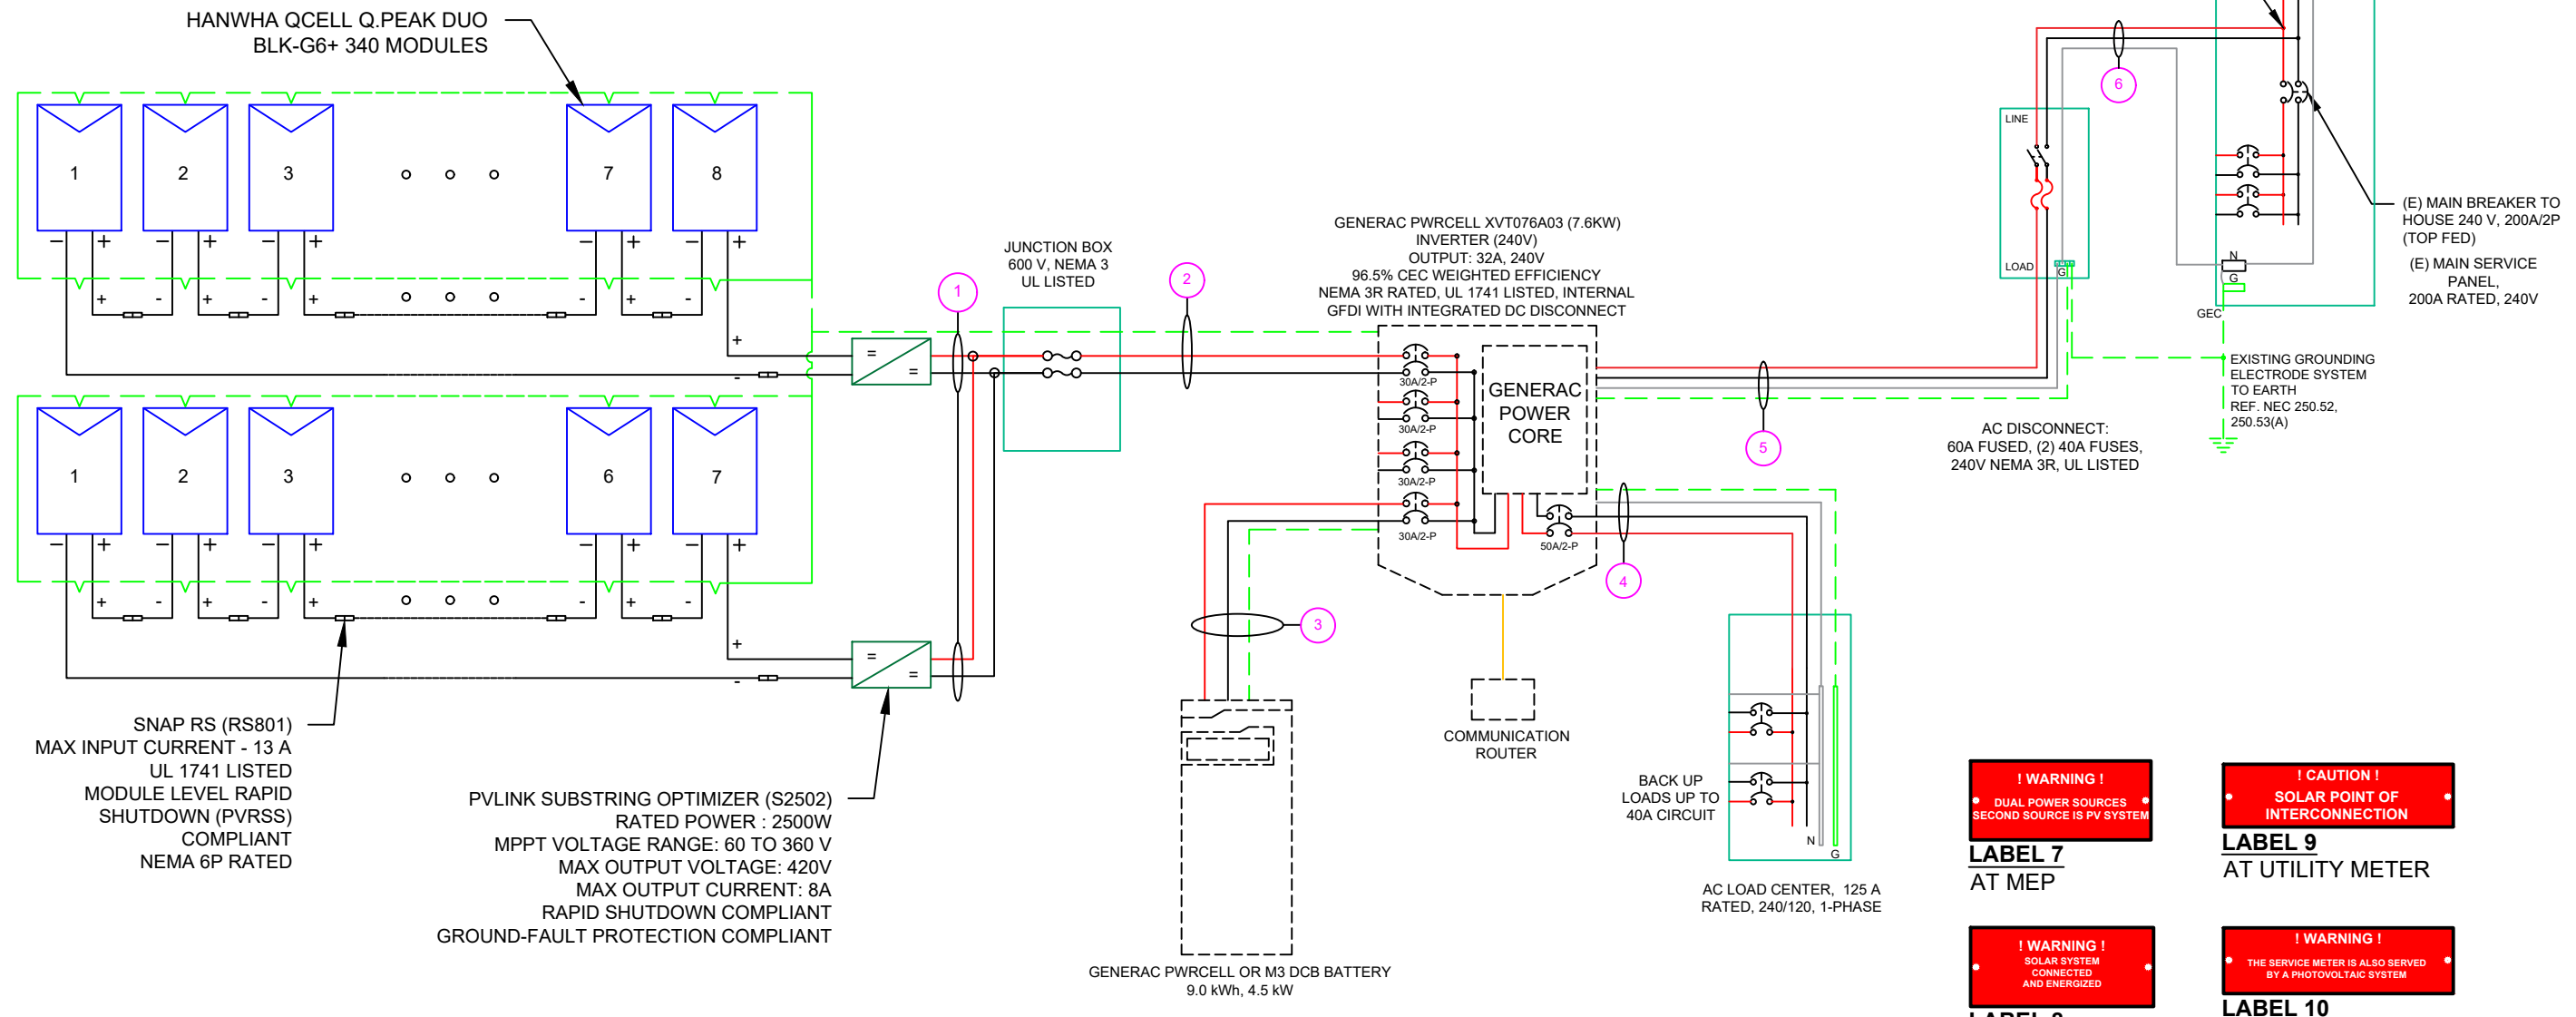 HANWHA QCELL Q.PEAK DUO
BLK-G6+ 340 MODULES
1
2
3
7
8
− + − + − + − + − +
+ - + - + - + -
+
-
1
2
3
6
7
− + − + − + − + − +
+ - + - + - + -
+
-
SNAP RS (RS801)
MAX INPUT CURRENT - 13 A
UL 1741 LISTED
MODULE LEVEL RAPID
SHUTDOWN (PVRSS)
COMPLIANT
NEMA 6P RATED
=
=
=
=
PVLINK SUBSTRING OPTIMIZER (S2502)
RATED POWER : 2500W
MPPT VOLTAGE RANGE: 60 TO 360 V
MAX OUTPUT VOLTAGE: 420V
MAX OUTPUT CURRENT: 8A
RAPID SHUTDOWN COMPLIANT
GROUND-FAULT PROTECTION COMPLIANT
1
JUNCTION BOX
600 V, NEMA 3
UL LISTED
2
GENERAC PWRCELL XVT076A03 (7.6KW)
INVERTER (240V)
OUTPUT: 32A, 240V
96.5% CEC WEIGHTED EFFICIENCY
NEMA 3R RATED, UL 1741 LISTED, INTERNAL
GFDI WITH INTEGRATED DC DISCONNECT
30A/2-P
30A/2-P
30A/2-P
30A/2-P
GENERAC
POWER
CORE
50A/2-P
3
GENERAC PWRCELL OR M3 DCB BATTERY
9.0 kWh, 4.5 kW
COMMUNICATION
ROUTER
4
5
BACK UP
LOADS UP TO
40A CIRCUIT
N
G
AC LOAD CENTER, 125 A
RATED, 240/120, 1-PHASE
LINE
LOAD
G
AC DISCONNECT:
60A FUSED, (2) 40A FUSES,
240V NEMA 3R, UL LISTED
6
N
G
GEC
(E) MAIN BREAKER TO
HOUSE 240 V, 200A/2P
(TOP FED)
(E) MAIN SERVICE
PANEL,
200A RATED, 240V
EXISTING GROUNDING
ELECTRODE SYSTEM
TO EARTH
REF. NEC 250.52,
250.53(A)
! WARNING !
DUAL POWER SOURCES
SECOND SOURCE IS PV SYSTEM
LABEL 7
AT MEP
! CAUTION !
SOLAR POINT OF
INTERCONNECTION
LABEL 9
AT UTILITY METER
! WARNING !
SOLAR SYSTEM
CONNECTED
AND ENERGIZED
LABEL 8
! WARNING !
THE SERVICE METER IS ALSO SERVED
BY A PHOTOVOLTAIC SYSTEM
LABEL 10